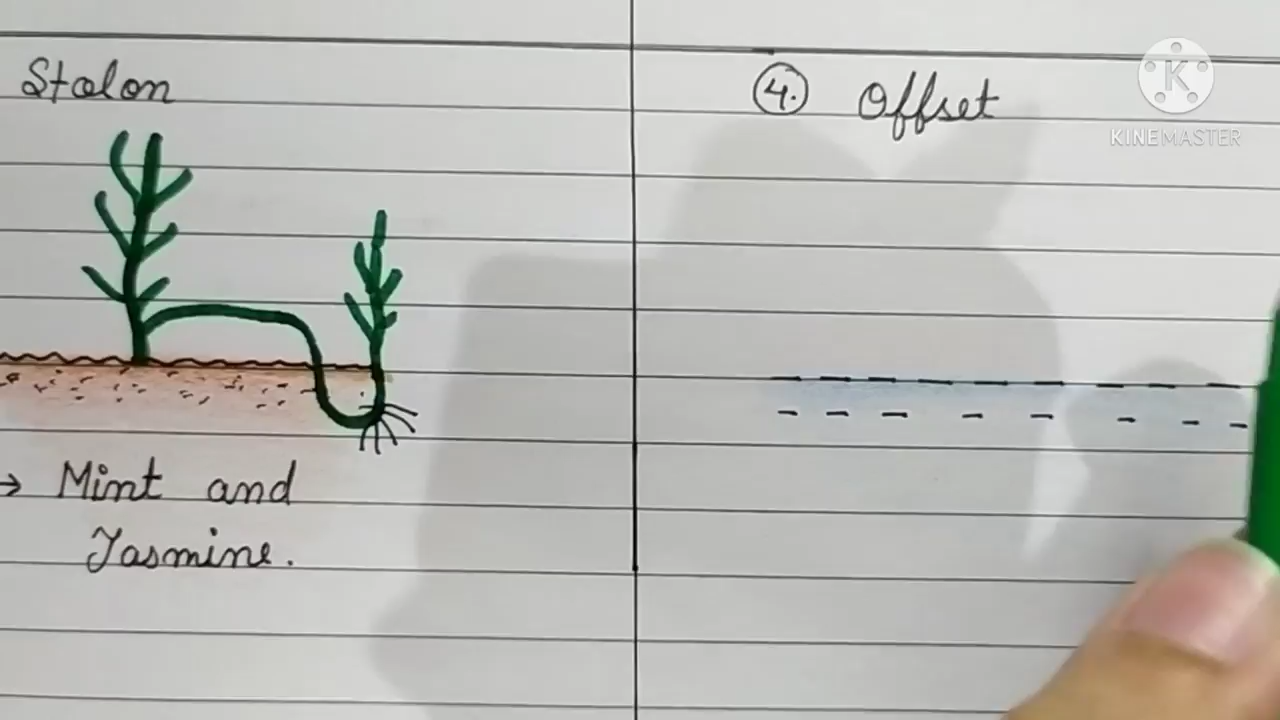 Stolon
4. Offset
K
KINEMASTER
→ Mint and
Jasmine.